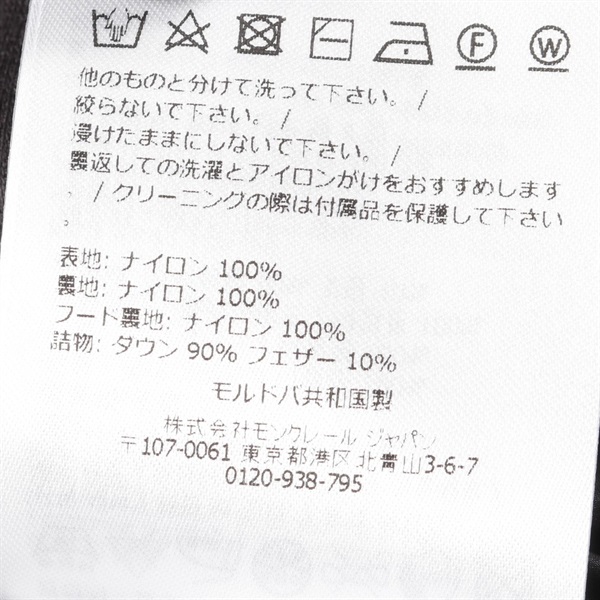 F W
他のものと分けて洗って下さい。 /
絞らないで下さい。 /
浸けたままにしないで下さい。 /
裏返しての洗濯とアイロンがけをおすすめします
。 / クリーニングの際は付属品を保護して下さい
。
表地: ナイロン 100%
裏地: ナイロン 100%
フード裏地: ナイロン 100%
詰物: ダウン 90% フェザー 10%
モルドバ共和国製
株式会社モンクレール ジャパン
〒107-0061 東京都港区北青山3-6-7
0120-938-795